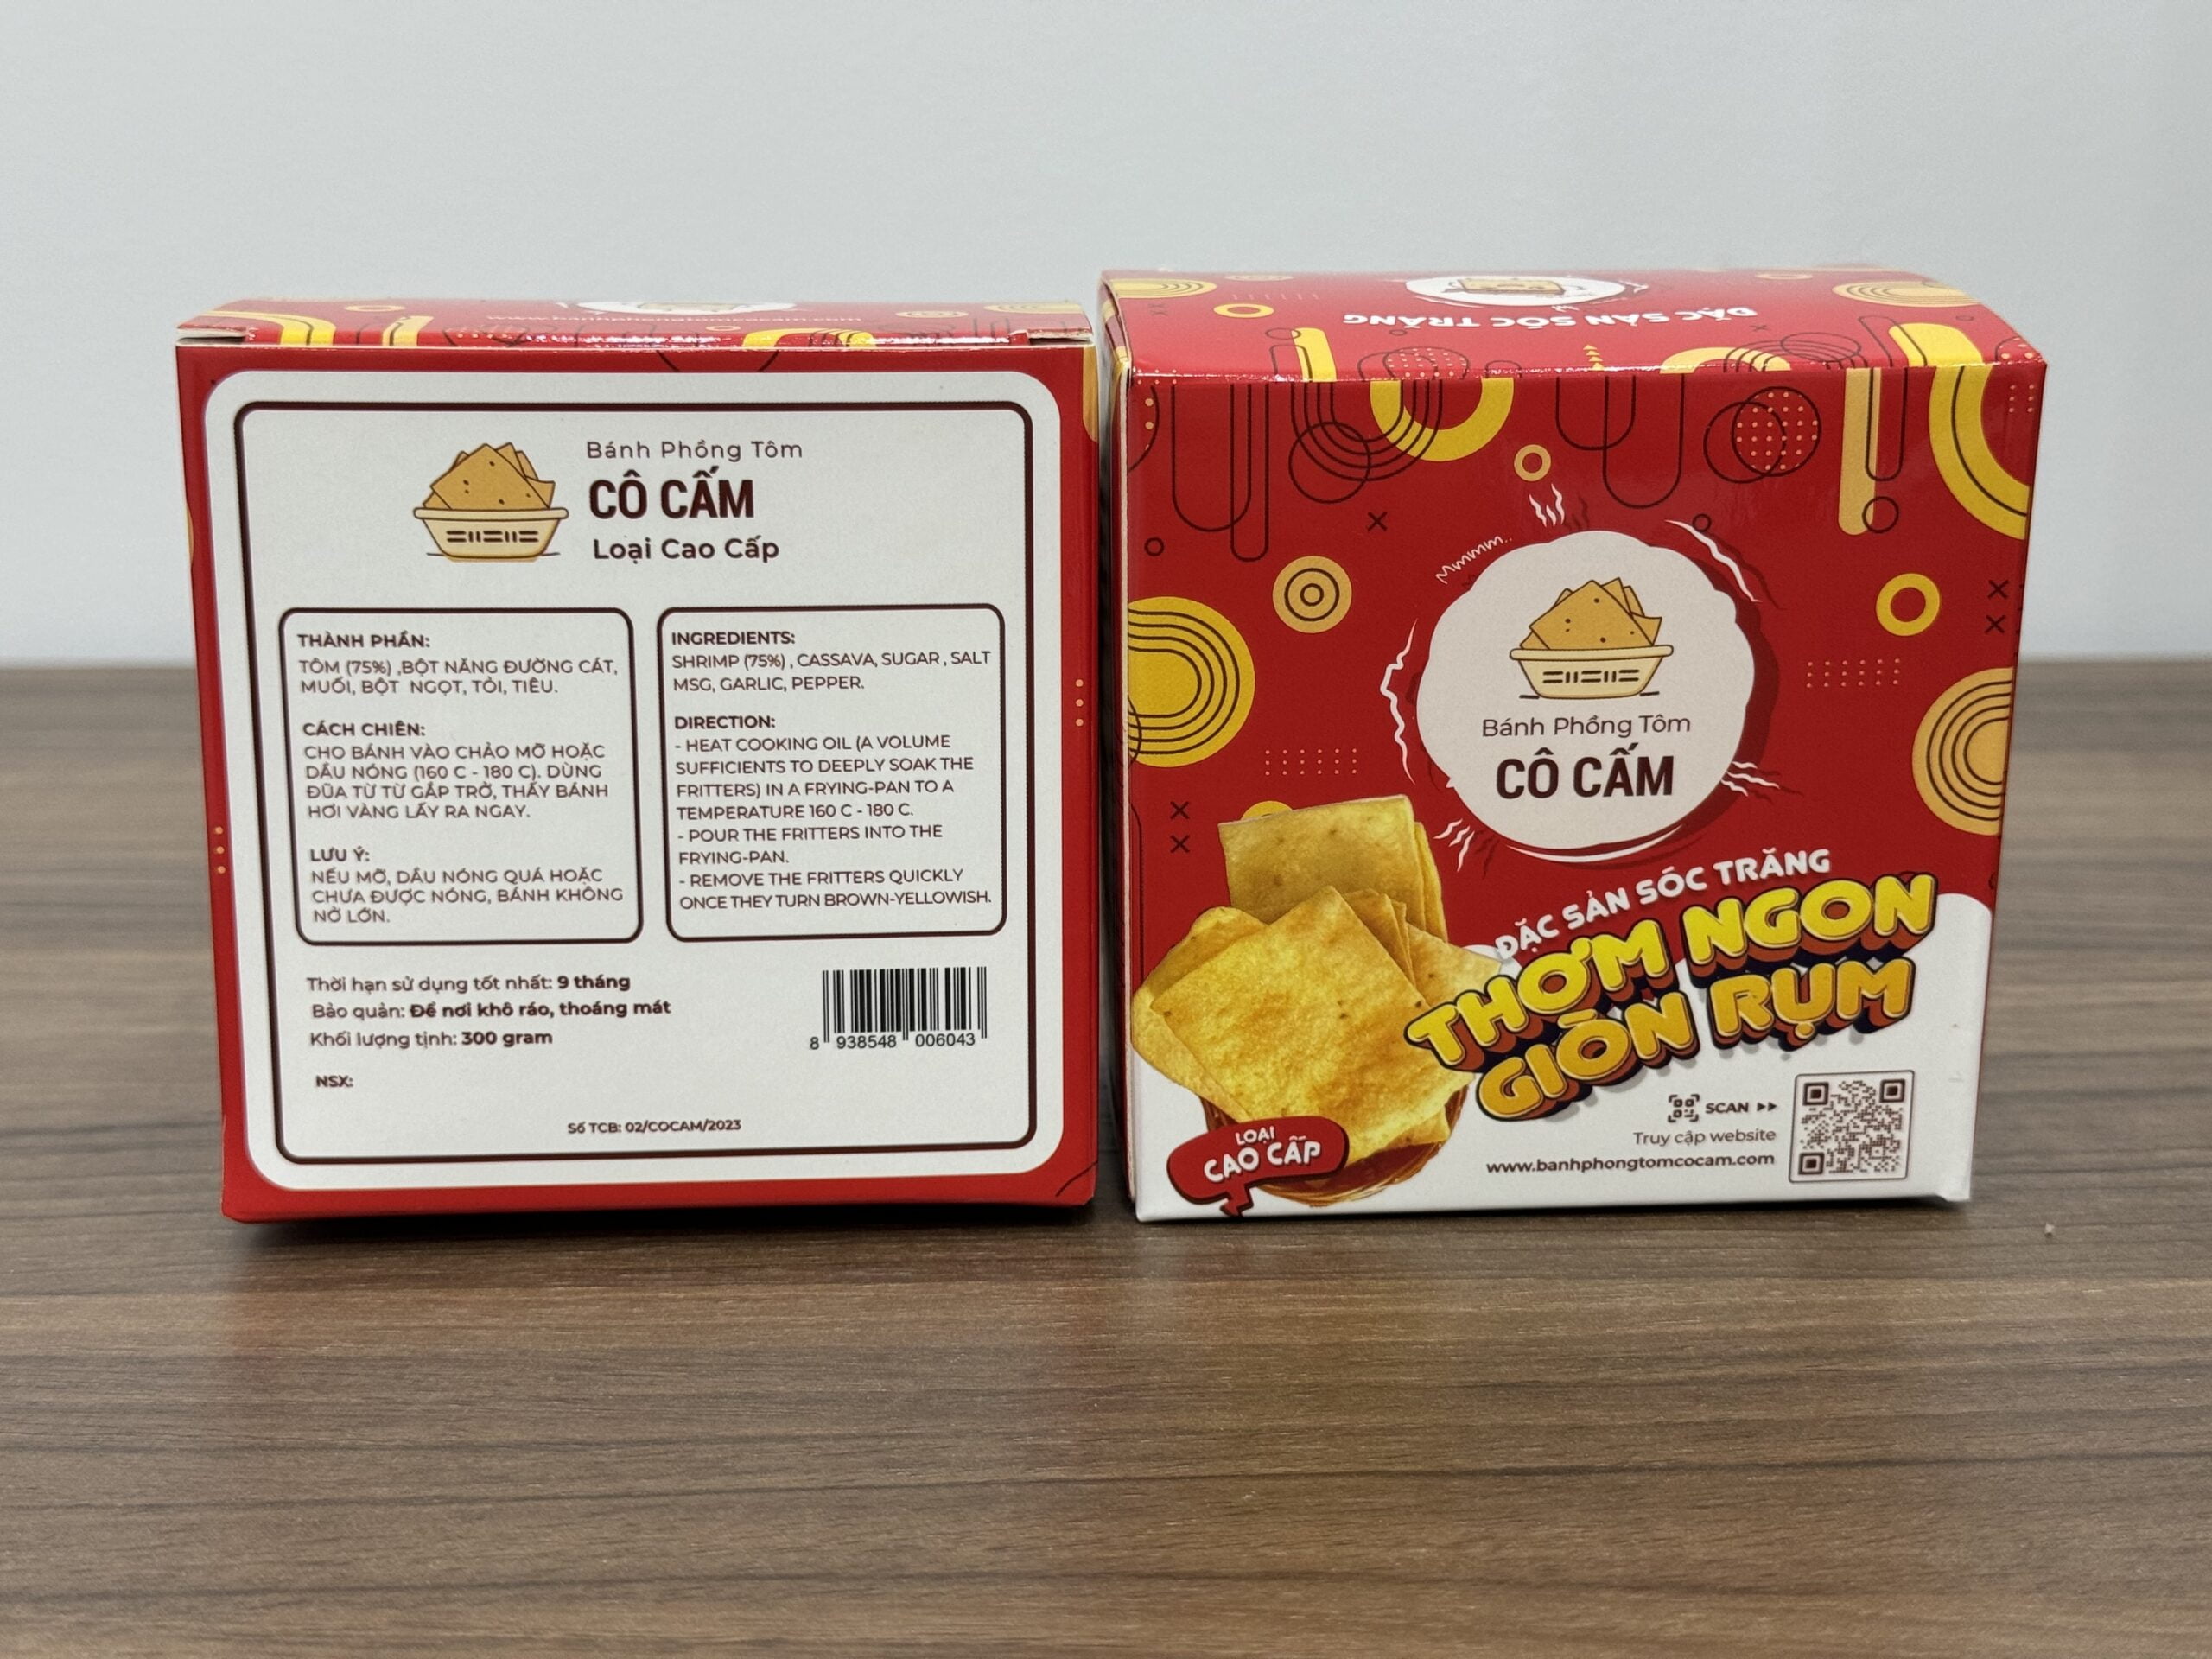 www.banhphongtomcocam.com
Bánh Phồng Tôm
CÔ CẤM
Loại Cao Cấp
THÀNH PHẦN:
TÔM (75%) ,BỘT NĂNG ĐƯỜNG CÁT,
MUỐI, BỘT NGỌT, TỎI, TIÊU.
CÁCH CHIÊN:
CHO BÁNH VÀO CHẢO MỠ HOẶC
DẦU NÓNG (160 C - 180 C). DÙNG
ĐŨA TỪ TỪ GẮP TRỞ, THẤY BÁNH
HƠI VÀNG LẤY RA NGAY.
LƯU Ý:
NẾU MỠ, DẦU NÓNG QUÁ HOẶC
CHƯA ĐƯỢC NÓNG, BÁNH KHÔNG
NỞ LỚN.
INGREDIENTS:
SHRIMP (75%) , CASSAVA, SUGAR , SALT
MSG, GARLIC, PEPPER.
DIRECTION:
- HEAT COOKING OIL (A VOLUME
SUFFICIENTS TO DEEPLY SOAK THE
FRITTERS) IN A FRYING-PAN TO A
TEMPERATURE 160 C - 180 C.
- POUR THE FRITTERS INTO THE
FRYING-PAN.
- REMOVE THE FRITTERS QUICKLY
ONCE THEY TURN BROWN-YELLOWISH.
Thời hạn sử dụng tốt nhất: 9 tháng
Bảo quản: Để nơi khô ráo, thoáng mát
Khối lượng tịnh: 300 gram
NSX:
8 938548 006043
Số TCB: 02/COCAM/2023
ĐẶC SẢN SÓC TRĂNG
Mmmm..
Bánh Phồng Tôm
CÔ CẤM
ĐẶC SẢN SÓC TRĂNG
THƠM NGON
GIÒN RỤM
LOẠI
CAO CẤP
SCAN
Truy cập website
www.banhphongtomcocam.com